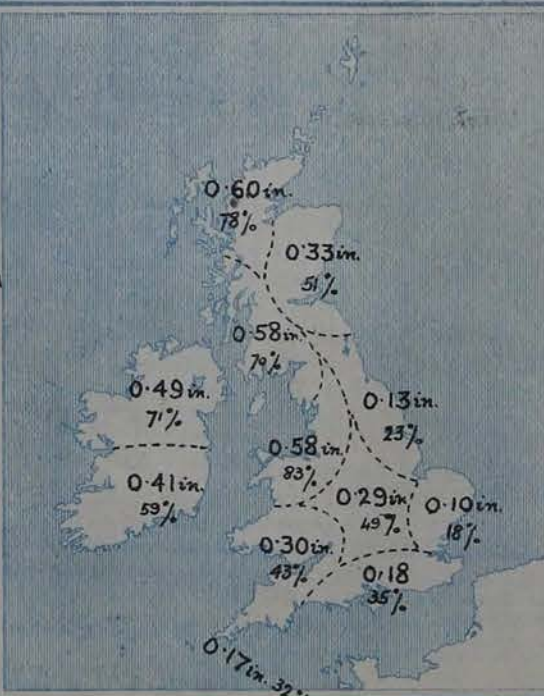 0.60 in.
78%
0.33 in.
51%
0.58 in.
70%
0.49 in.
71%
0.13 in.
23%
0.58 in.
83%
0.41 in.
59%
0.29 in
49%
0.10 in.
18%
0.30 in.
43%
0.18
35%
0.17 in. 32%